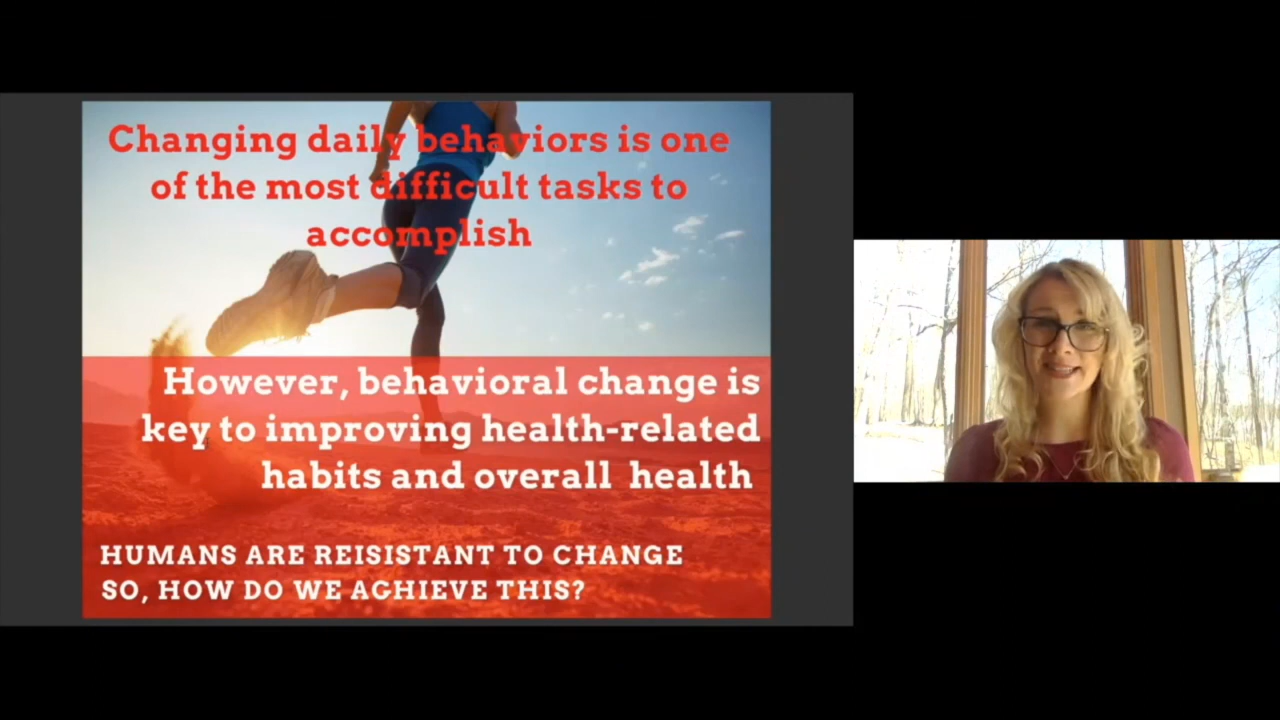 Changing daily behaviors is one
of the most difficult tasks to
accomplish
However, behavioral change is
key to improving health-related
habits and overall health
HUMANS ARE REISISTANT TO CHANGE
SO, HOW DO WE ACHIEVE THIS?